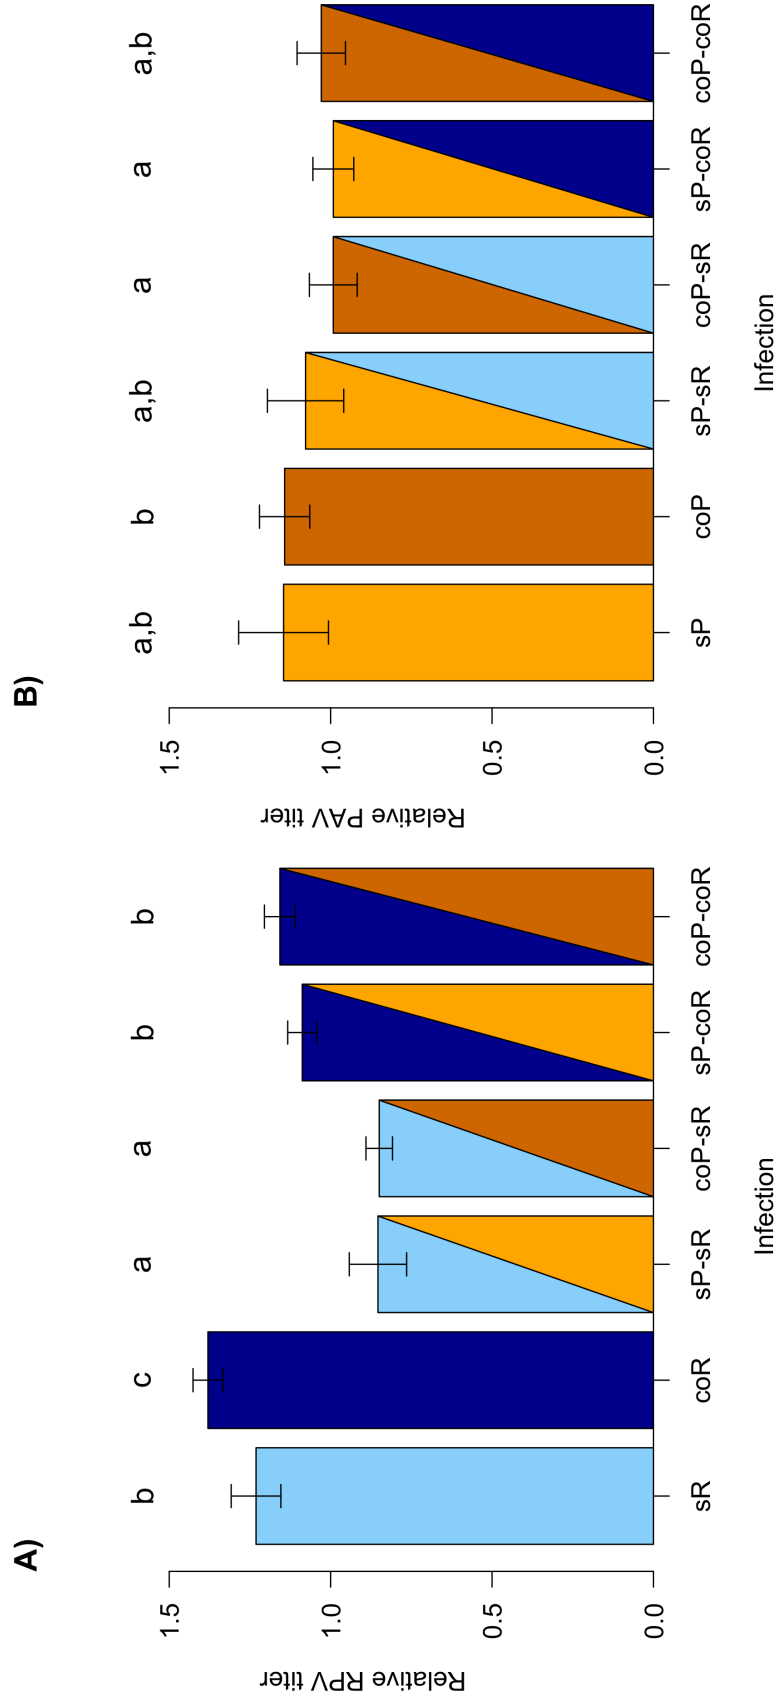 A)
Relative RPV titer
1.5
1.0
0.5
0.0
b
c
a
a
b
b
sR
coR
sP-sR
coP-sR
sP-coR
coP-coR
Infection
B)
Relative PAV titer
1.5
1.0
0.5
0.0
a,b
b
a,b
a
a
a,b
sP
coP
sP-sR
coP-sR
sP-coR
coP-coR
Infection